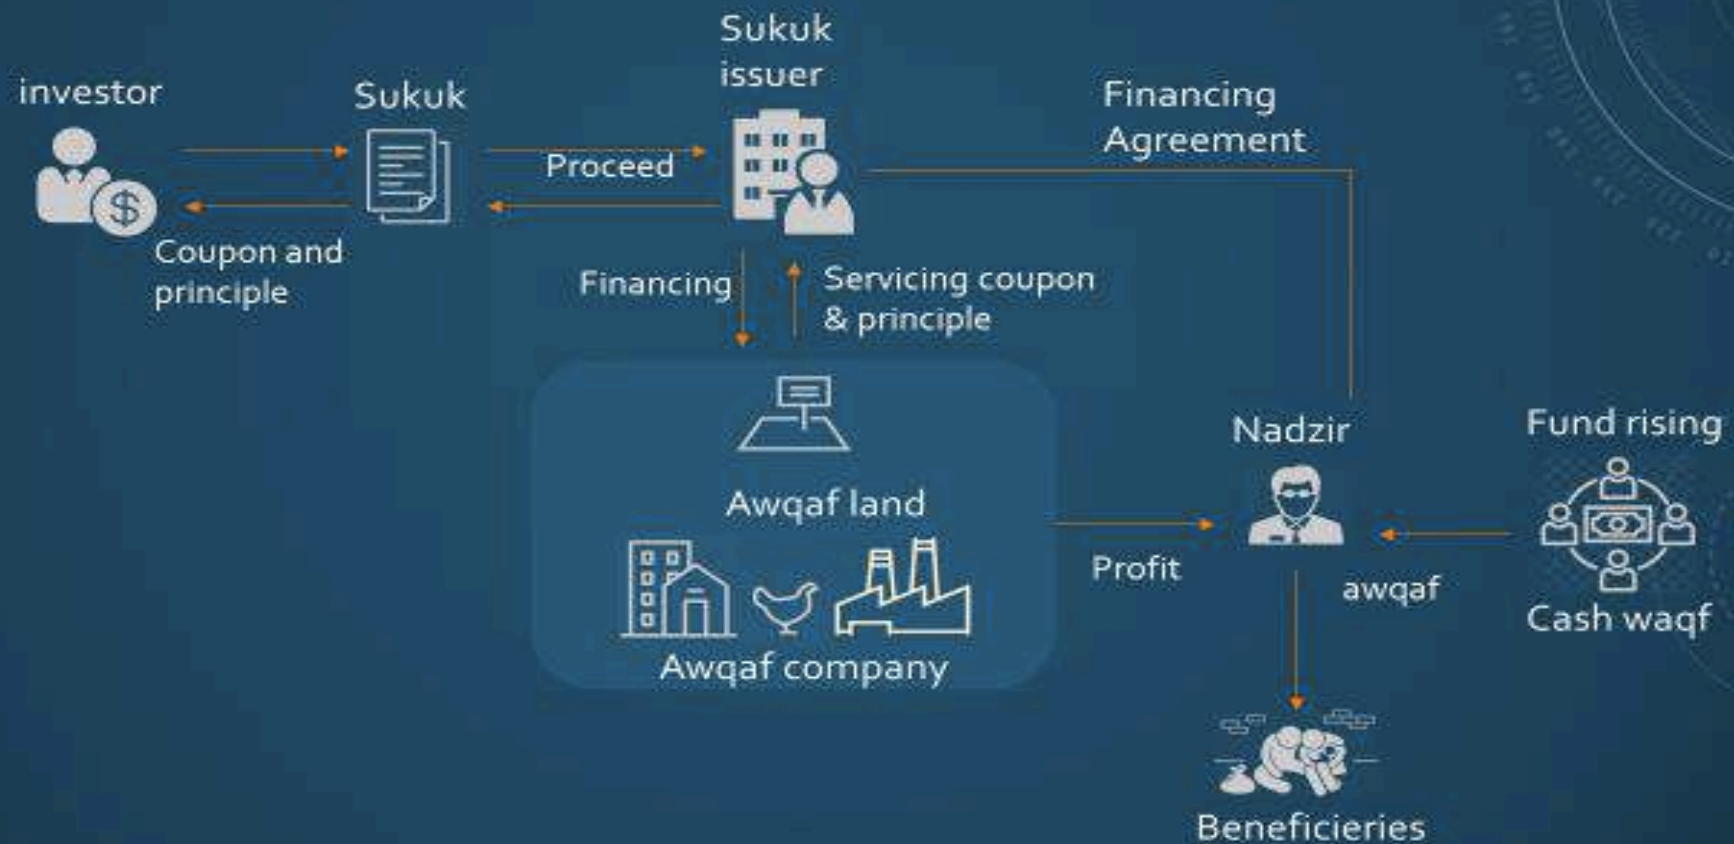 Sukuk
issuer
investor
Sukuk
Financing
Agreement
Proceed
Coupon and
principle
Financing
Servicing coupon
& principle
Nadzir
Fund rising
Awqaf land
Profit
awqaf
Cash waqf
Awqaf company
Beneficieries